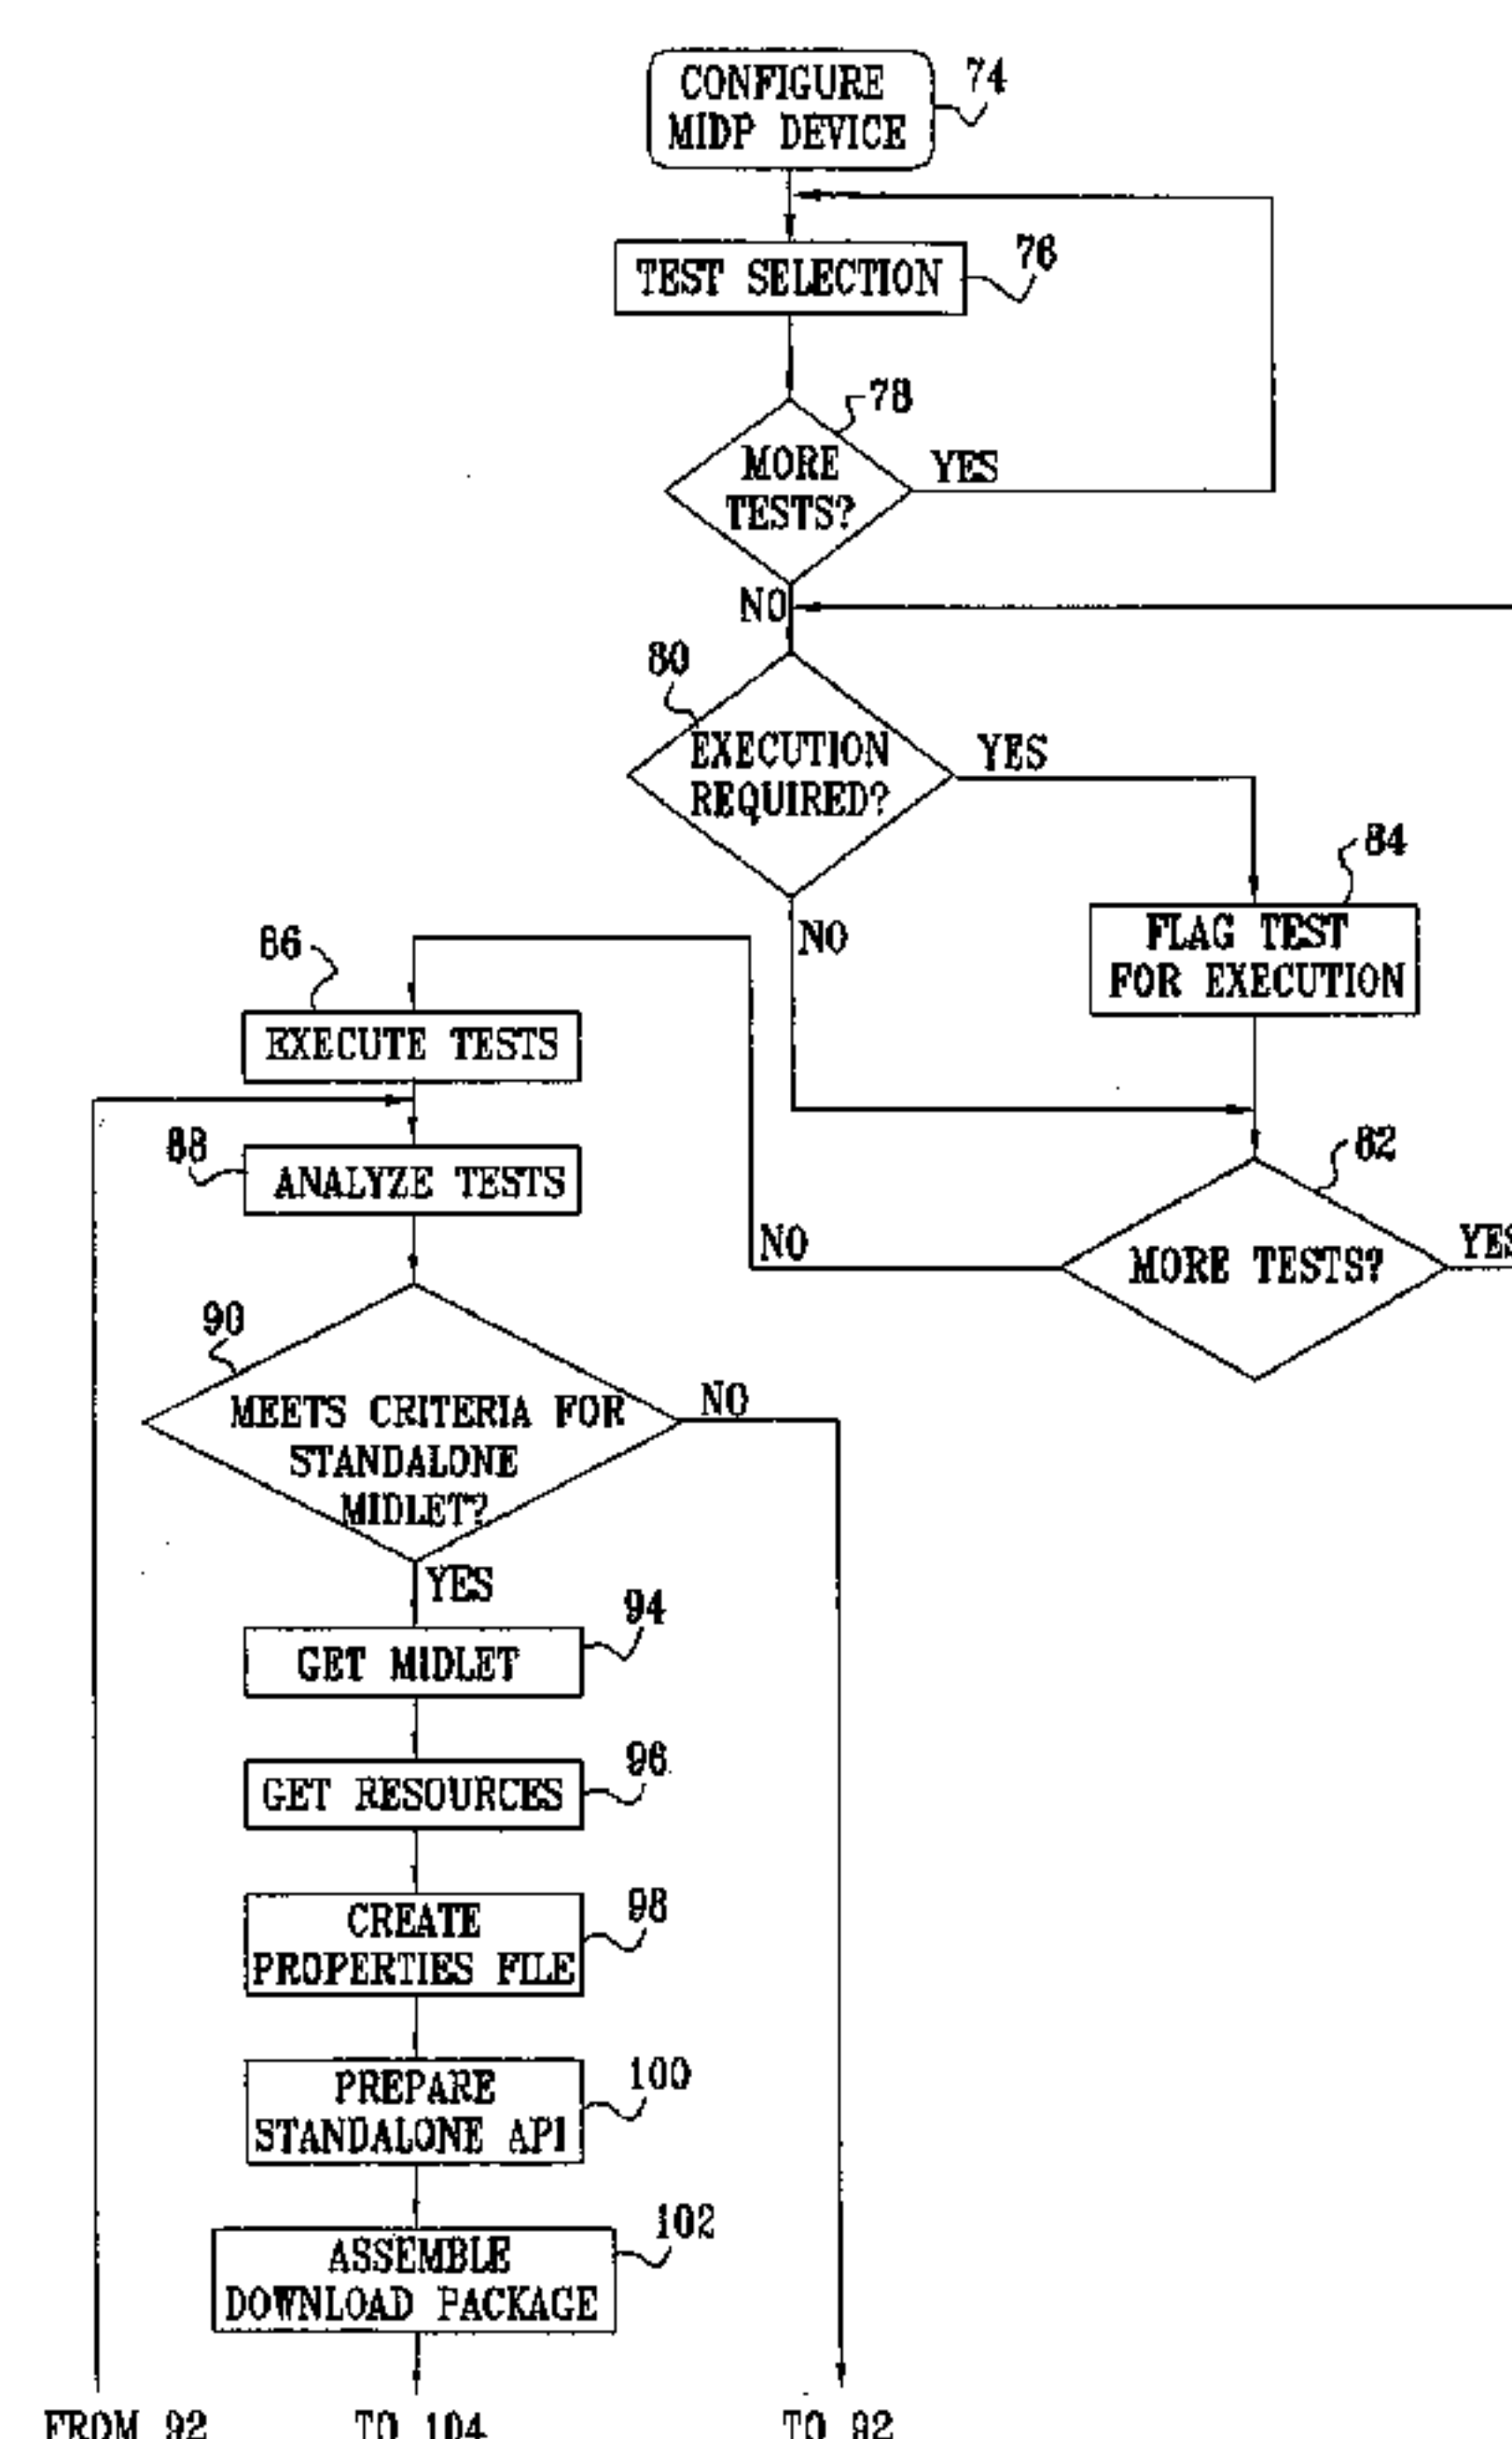 CONFIGURE
MIDP DEVICE
74
TEST SELECTION
76
78
MORE
TESTS?
YES
NO
80
EXECUTION
REQUIRED?
YES
84
FLAG TEST
FOR EXECUTION
NO
86
EXECUTE TESTS
88
ANALYZE TESTS
82
MORE TESTS?
NO
YES
90
MEETS CRITERIA FOR
STANDALONE
MIDLET?
NO
YES
94
GET MIDLET
96
GET RESOURCES
98
CREATE
PROPERTIES FILE
100
PREPARE
STANDALONE API
102
ASSEMBLE
DOWNLOAD PACKAGE
FROM 92
TO 104
TO 92